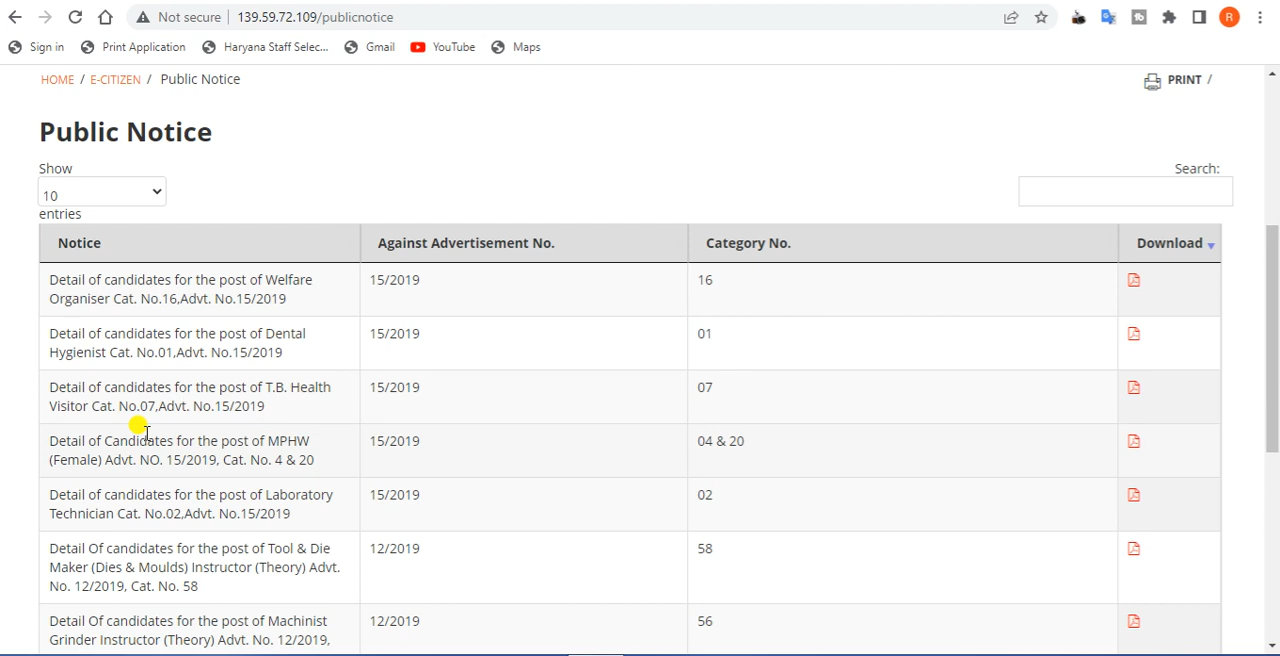 Not secure 139.59.72.109/publicnotice
R
Sign in Print Application Haryana Staff Selec... Gmail YouTube Maps
HOME / E-CITIZEN / Public Notice
PRINT /
Public Notice
Show
Search:
10
entries
Notice Against Advertisement No. Category No. Download
Detail of candidates for the post of Welfare 15/2019 16
Organiser Cat. No.16,Advt. No.15/2019
Detail of candidates for the post of Dental 15/2019 01
Hygienist Cat. No.01,Advt. No.15/2019
Detail of candidates for the post of T.B. Health 15/2019 07
Visitor Cat. No.07,Advt. No.15/2019
Detail of Candidates for the post of MPHW 15/2019 04 & 20
(Female) Advt. NO. 15/2019, Cat. No. 4 & 20
Detail of candidates for the post of Laboratory 15/2019 02
Technician Cat. No.02,Advt. No.15/2019
Detail Of candidates for the post of Tool & Die 12/2019 58
Maker (Dies & Moulds) Instructor (Theory) Advt.
No. 12/2019, Cat. No. 58
Detail Of candidates for the post of Machinist 12/2019 56
Grinder Instructor (Theory) Advt. No. 12/2019,